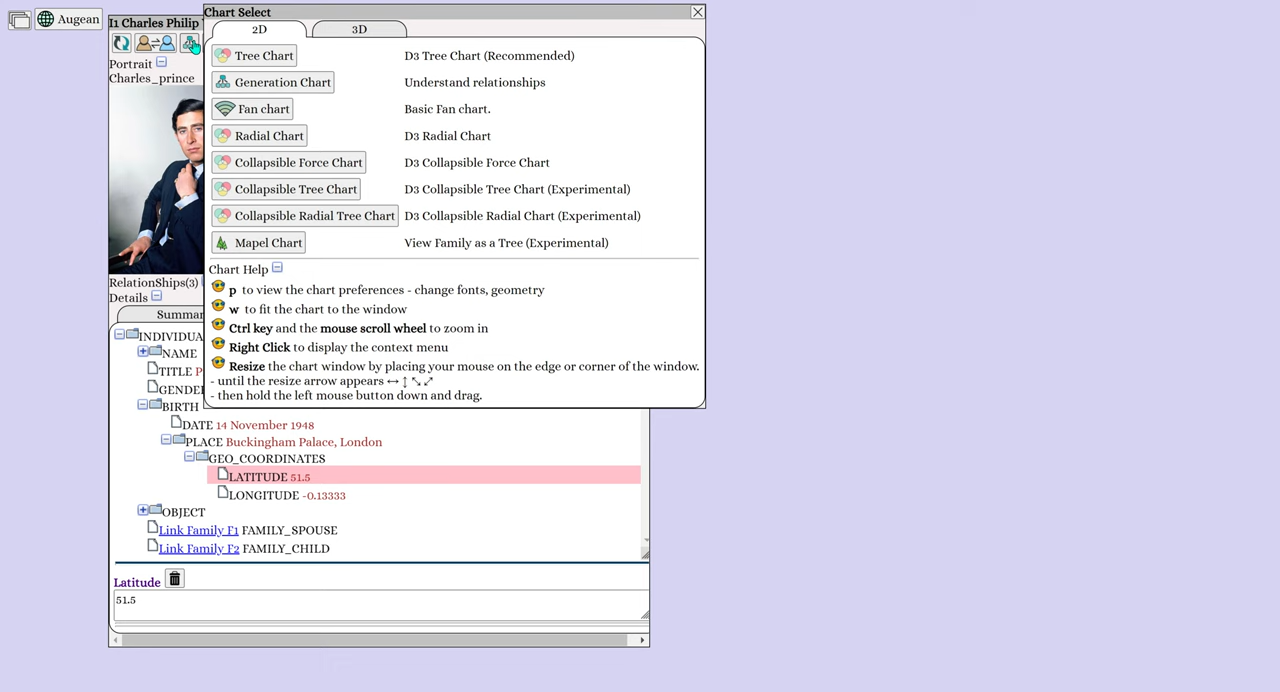 Augean
I1 Charles Philip
Portrait
Charles_prince
RelationShips(3)
Details
Summar
INDIVIDUA
NAME
TITLE P
GENDER
BIRTH
DATE 14 November 1948
PLACE Buckingham Palace, London
GEO_COORDINATES
LATITUDE 51.5
LONGITUDE -0.13333
OBJECT
Link Family F1 FAMILY_SPOUSE
Link Family F2 FAMILY_CHILD
Latitude
51.5
Chart Select
2D
3D
Tree Chart D3 Tree Chart (Recommended)
Generation Chart Understand relationships
Fan chart Basic Fan chart.
Radial Chart D3 Radial Chart
Collapsible Force Chart D3 Collapsible Force Chart
Collapsible Tree Chart D3 Collapsible Tree Chart (Experimental)
Collapsible Radial Tree Chart D3 Collapsible Radial Chart (Experimental)
Mapel Chart View Family as a Tree (Experimental)
Chart Help
p to view the chart preferences - change fonts, geometry
w to fit the chart to the window
Ctrl key and the mouse scroll wheel to zoom in
Right Click to display the context menu
Resize the chart window by placing your mouse on the edge or corner of the window.
- until the resize arrow appears ↔ ↕ ⤡ ⤢
- then hold the left mouse button down and drag.